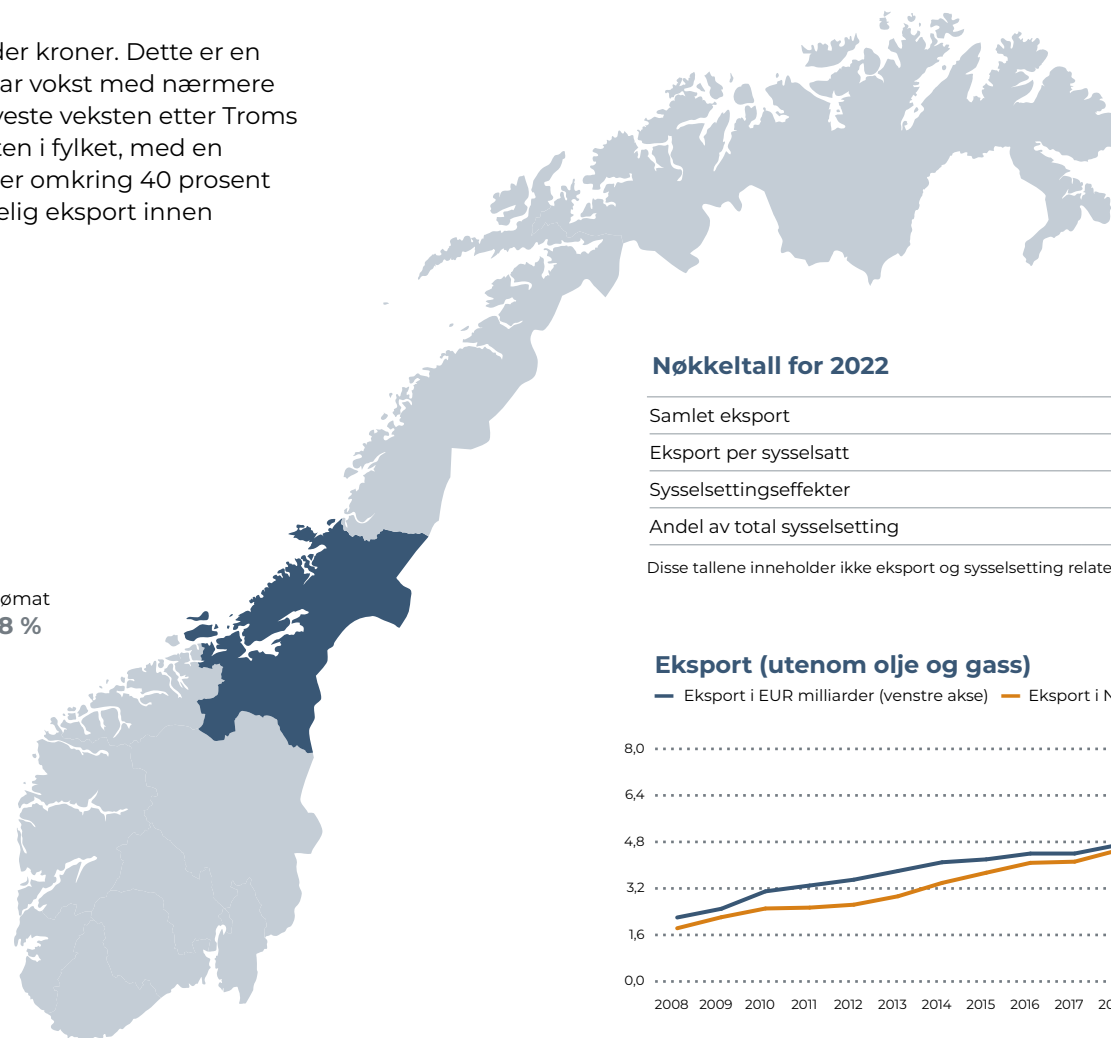 der kroner. Dette er en
ar vokst med nærmere
veste veksten etter Troms
ten i fylket, med en
er omkring 40 prosent
elig eksport innen
Nøkkeltall for 2022
Samlet eksport
Eksport per sysselsatt
Sysselsettingseffekter
Andel av total sysselsetting
Disse tallene inneholder ikke eksport og sysselsetting relate
ømat
8 %
Eksport (utenom olje og gass)
Eksport i EUR milliarder (venstre akse) Eksport i N
8,0
6,4
4,8
3,2
1,6
0,0
2008 2009 2010 2011 2012 2013 2014 2015 2016 2017 20